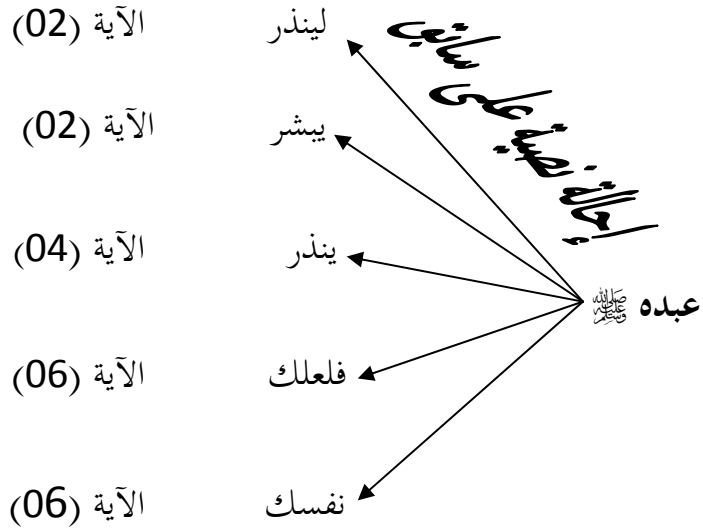 إحالة نصية على سابق
لينذر الآية (02)
يبشر الآية (02)
ينذر الآية (04)
عبده ﷺ
فلعلك الآية (06)
نفسك الآية (06)